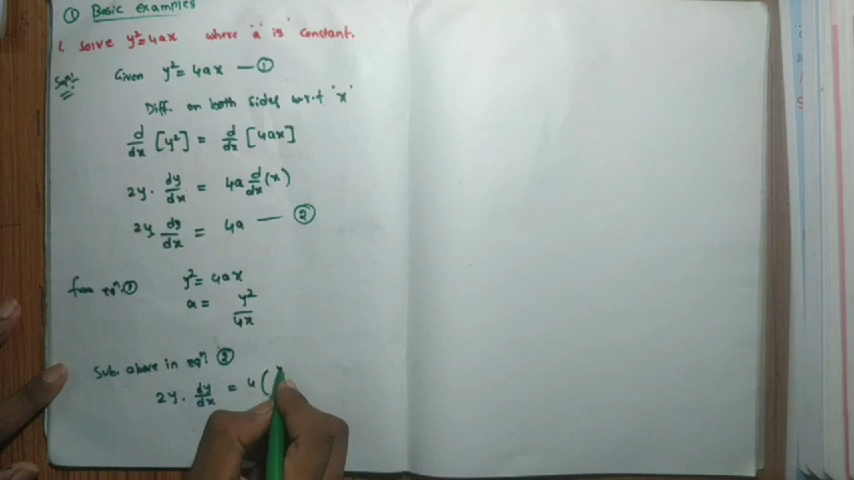 ① Basic examples
1. Solve y²=4ax where 'a' is constant.
Sol:-
Given y²= 4ax — ①
Diff. on both sides w.r.t 'x'
d/dx [y²] = d/dx [4ax]
2y. dy/dx = 4a d/dx (x)
2y. dy/dx = 4a — ②
from eqⁿ ① y²= 4ax
a = y²/4x
Sub. above in eqⁿ ②
2y. dy/dx = 4 (